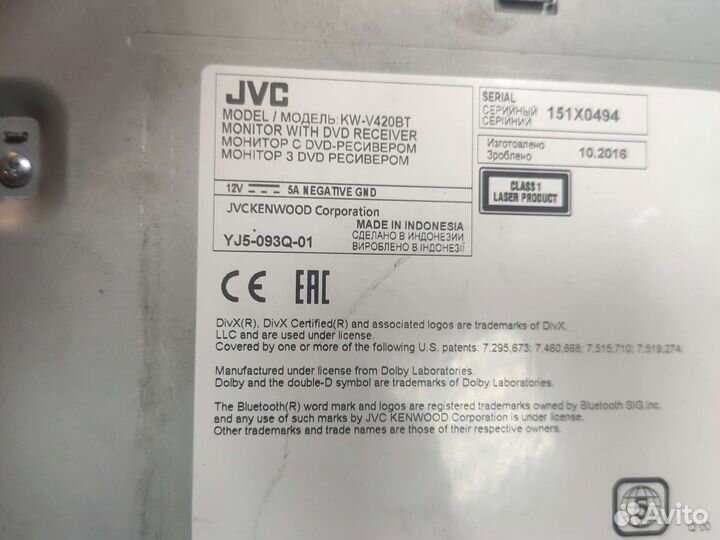 JVC
MODEL / МОДЕЛЬ: KW-V420BT
MONITOR WITH DVD RECEIVER
МОНИТОР С DVD-РЕСИВЕРОМ
МОНІТОР З DVD РЕСИВЕРОМ
12V 5A NEGATIVE GND
JVCKENWOOD Corporation
MADE IN INDONESIA
СДЕЛАНО В ИНДОНЕЗИИ
YJ5-093Q-01 ВИРОБЛЕНО В ІНДОНЕЗІЇ
SERIAL
СЕРИЙНЫЙ 151X0494
СЕРІЙНИЙ
Изготовлено
Зроблено 10.2016
CLASS 1
LASER PRODUCT
CE EAC
DivX(R), DivX Certified(R) and associated logos are trademarks of DivX,
LLC and are used under license.
Covered by one or more of the following U.S. patents: 7,295,673; 7,460,668; 7,515,710; 7,519,274
Manufactured under license from Dolby Laboratories.
Dolby and the double-D symbol are trademarks of Dolby Laboratories.
The Bluetooth(R) word mark and logos are registered trademarks owned by Bluetooth SIG,Inc.
and any use of such marks by JVC KENWOOD Corporation is under license.
Other trademarks and trade names are those of their respective owners.
5
Avito